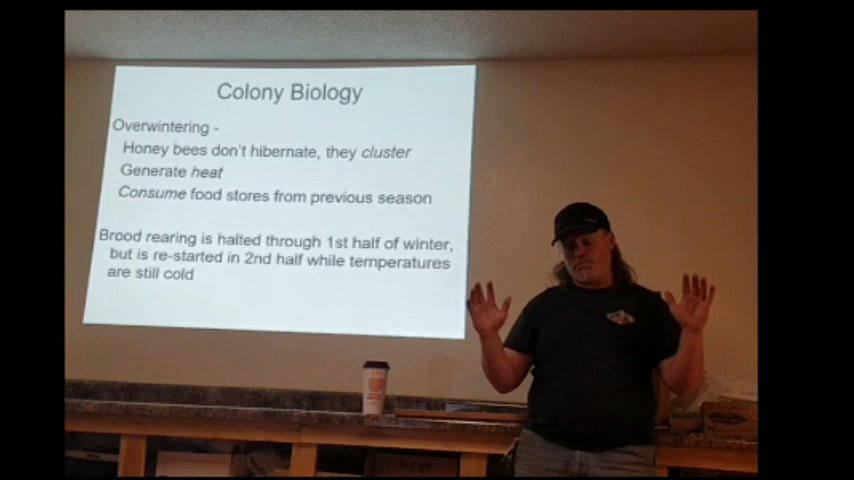 Colony Biology
Overwintering -
Honey bees don't hibernate, they cluster
Generate heat
Consume food stores from previous season
Brood rearing is halted through 1st half of winter,
but is re-started in 2nd half while temperatures
are still cold